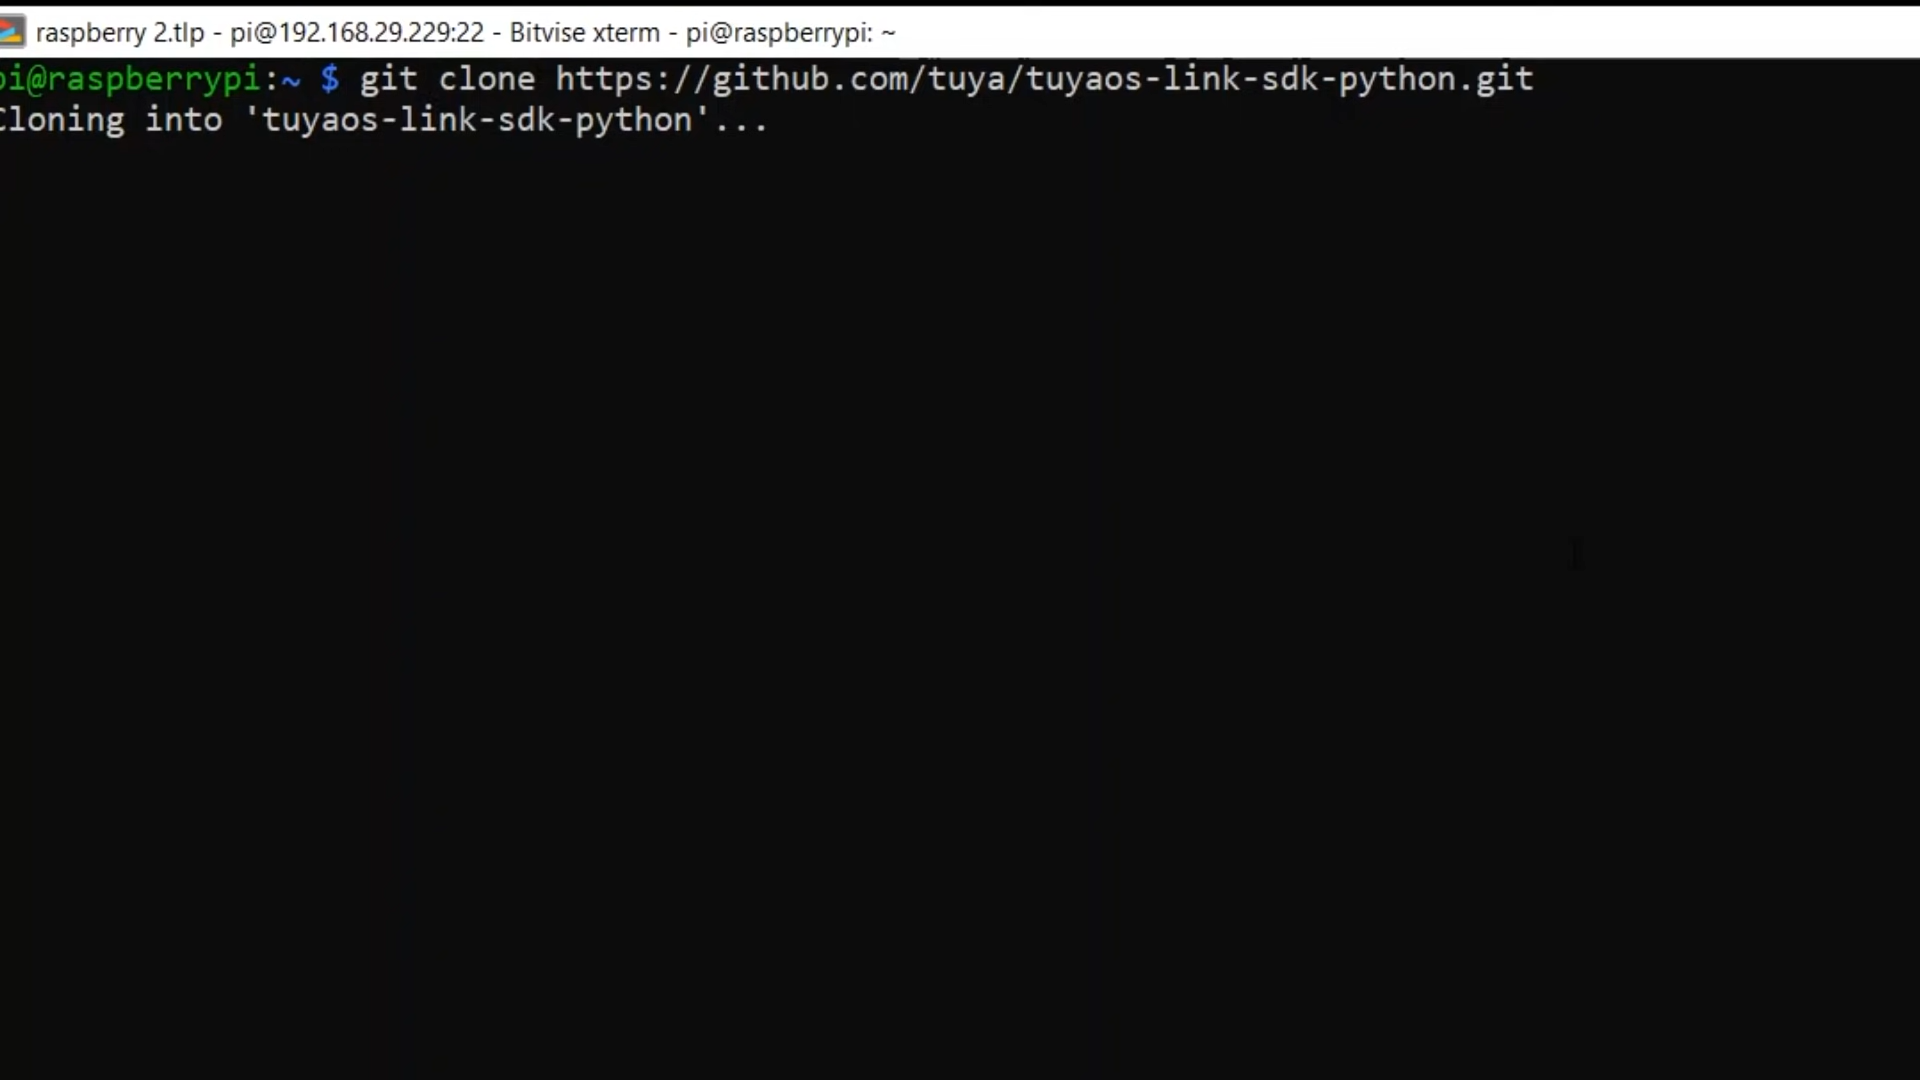 raspberry 2.tlp - pi@192.168.29.229:22 - Bitvise xterm - pi@raspberrypi: ~
pi@raspberrypi:~ $ git clone https://github.com/tuya/tuyaos-link-sdk-python.git
Cloning into 'tuyaos-link-sdk-python'...